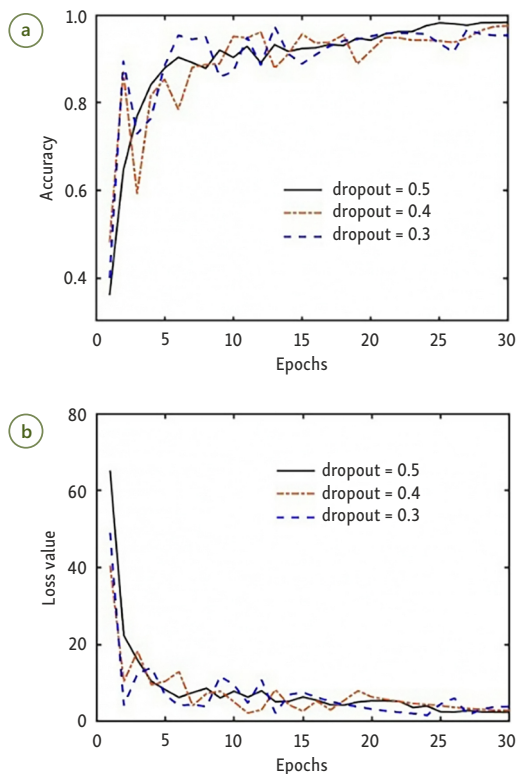 a
1.0
0.8
0.6
0.4
Accuracy
dropout = 0.5
dropout = 0.4
dropout = 0.3
0 5 10 15 20 25 30
Epochs
b
80
60
40
20
0
Loss value
dropout = 0.5
dropout = 0.4
dropout = 0.3
0 5 10 15 20 25 30
Epochs